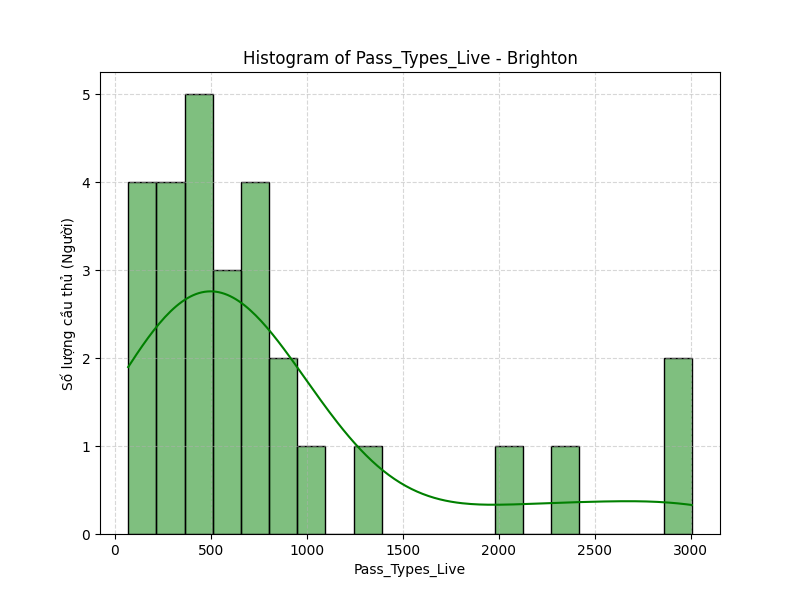 Histogram of Pass_Types_Live - Brighton
Số lượng cầu thủ (Người)
5
4
3
2
1
0
0 500 1000 1500 2000 2500 3000
Pass_Types_Live